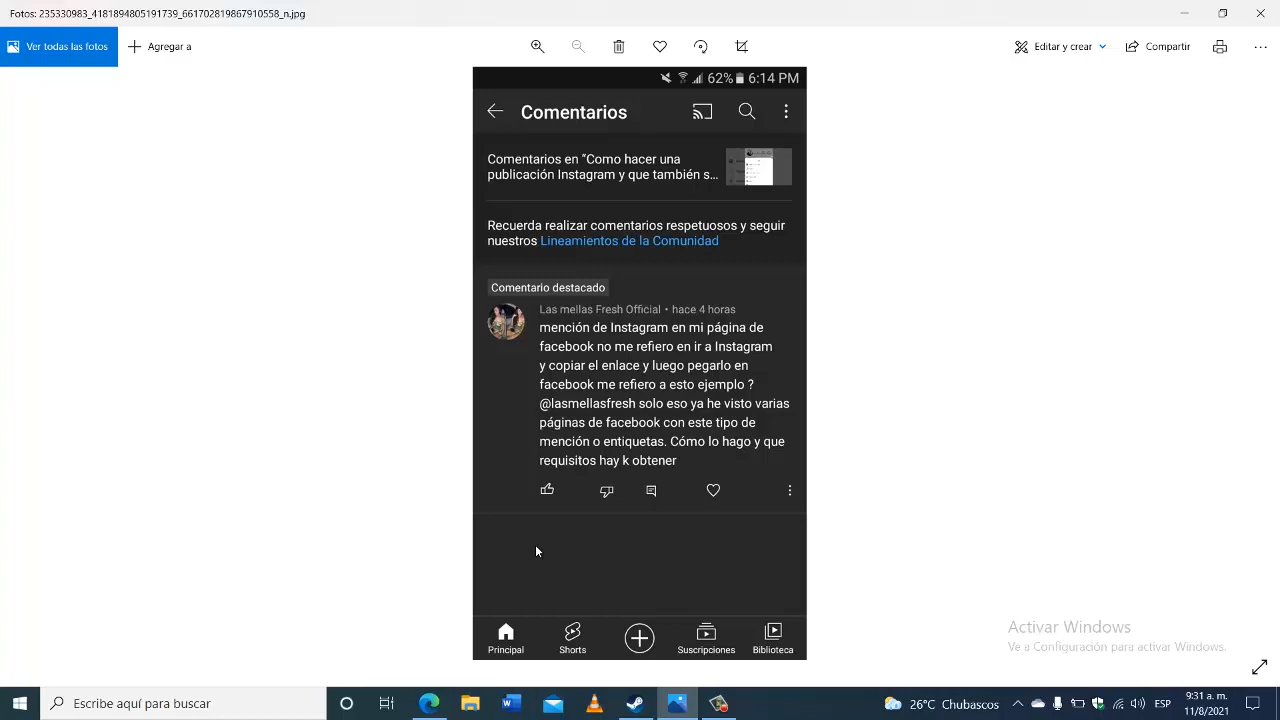 Fotos: 235330983_4181894805191739_661702819867910558_n.jpg
Ver todas las fotos
Agregar a
Editar y crear
Compartir
62% 6:14 PM
Comentarios
Comentarios en “Como hacer una
publicación Instagram y que también s...
Recuerda realizar comentarios respetuosos y seguir
nuestros Lineamientos de la Comunidad
Comentario destacado
Las mellas Fresh Official • hace 4 horas
mención de Instagram en mi página de
facebook no me refiero en ir a Instagram
y copiar el enlace y luego pegarlo en
facebook me refiero a esto ejemplo ?
@lasmellasfresh solo eso ya he visto varias
páginas de facebook con este tipo de
mención o entiquetas. Cómo lo hago y que
requisitos hay k obtener
Principal
Shorts
Suscripciones
Biblioteca
Activar Windows
Ve a Configuración para activar Windows.
Escribe aquí para buscar
26°C Chubascos
ESP
9:31 a. m.
11/8/2021